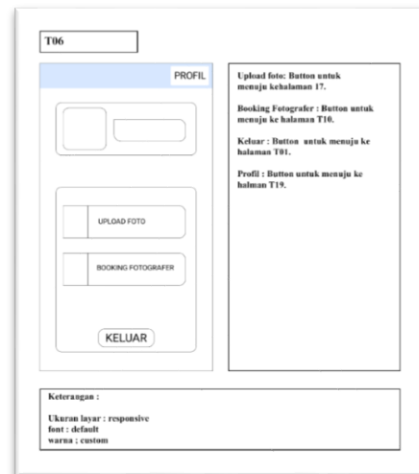 T06
PROFIL
UPLOAD FOTO
BOOKING FOTOGRAFER
KELUAR
Upload foto: Button untuk
menuju kehalaman 17.
Booking Fotografer : Button untuk
menuju ke halaman T10.
Keluar : Button untuk menuju ke
halaman T01.
Profil : Button untuk menuju ke
halman T19.
Keterangan :
Ukuran layar : responsive
font : default
warna ; custom